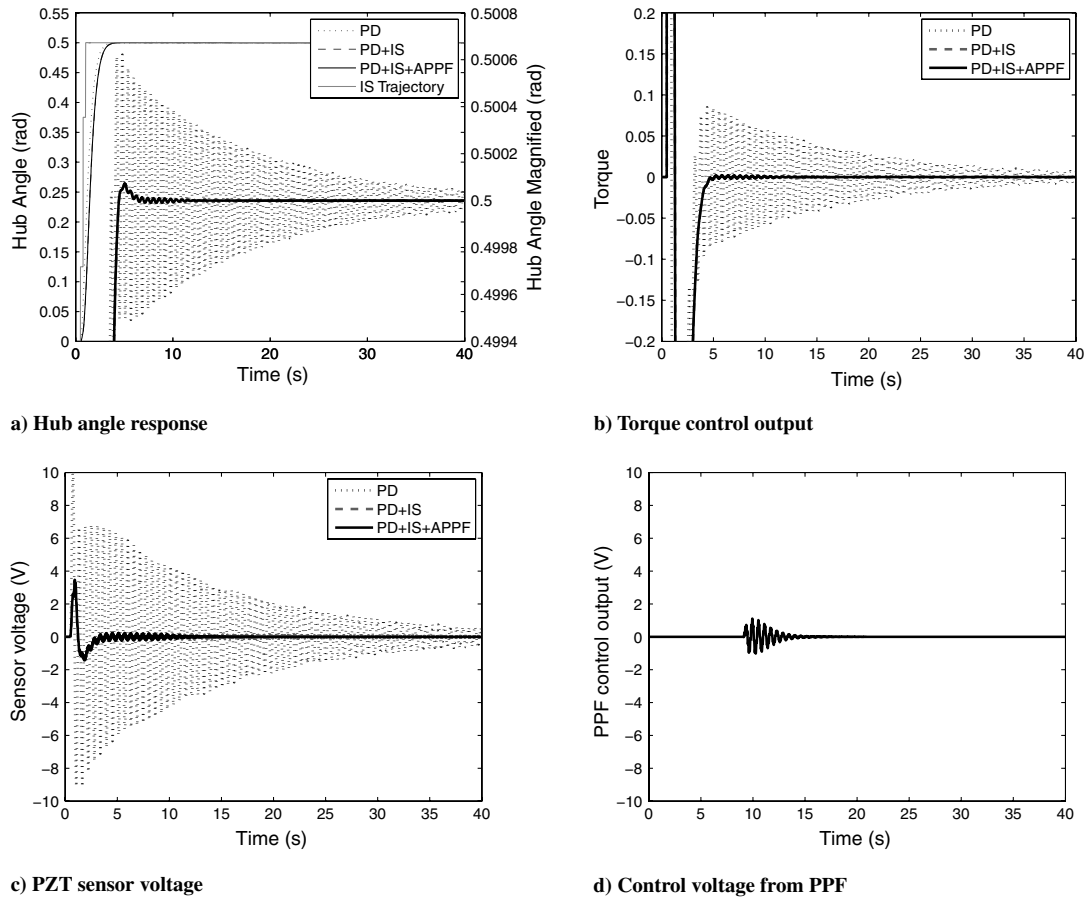 0.55
0.5
0.45
0.4
0.35
0.3
0.25
0.2
0.15
0.1
0.05
0
Hub Angle (rad)
0.5008
0.5006
0.5004
0.5002
0.5
0.4998
0.4996
0.4994
Hub Angle Magnified (rad)
PD
PD+IS
PD+IS+APPF
IS Trajectory
0 10 20 30 40
Time (s)
a) Hub angle response
0.2
0.15
0.1
0.05
0
−0.05
−0.1
−0.15
−0.2
Torque
PD
PD+IS
PD+IS+APPF
0 5 10 15 20 25 30 35 40
Time (s)
b) Torque control output
10
8
6
4
2
0
−2
−4
−6
−8
−10
Sensor voltage (V)
PD
PD+IS
PD+IS+APPF
0 5 10 15 20 25 30 35 40
Time (s)
c) PZT sensor voltage
10
8
6
4
2
0
−2
−4
−6
−8
−10
PPF control output (V)
0 5 10 15 20 25 30 35 40
Time (s)
d) Control voltage from PPF